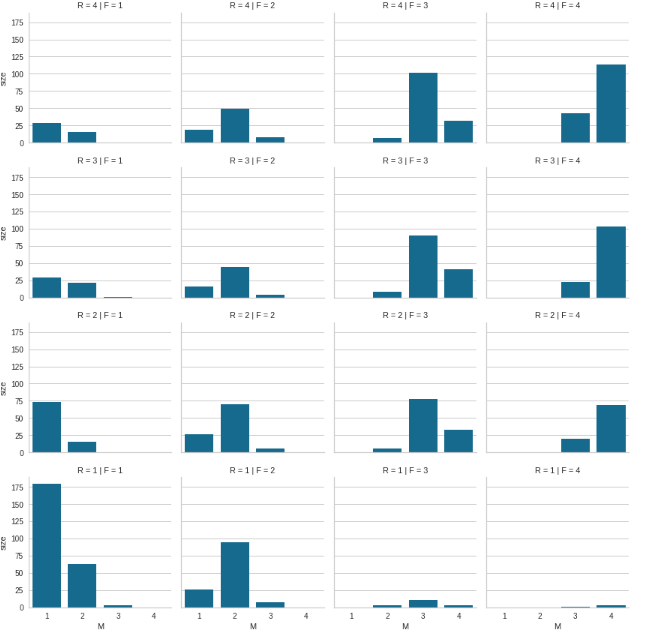 R = 4 | F = 1
R = 4 | F = 2
R = 4 | F = 3
R = 4 | F = 4
175
150
125
100
75
50
25
0
size
R = 3 | F = 1
R = 3 | F = 2
R = 3 | F = 3
R = 3 | F = 4
175
150
125
100
75
50
25
0
size
R = 2 | F = 1
R = 2 | F = 2
R = 2 | F = 3
R = 2 | F = 4
175
150
125
100
75
50
25
0
size
R = 1 | F = 1
R = 1 | F = 2
R = 1 | F = 3
R = 1 | F = 4
175
150
125
100
75
50
25
0
size
1 2 3 4
1 2 3 4
1 2 3 4
1 2 3 4
M
M
M
M